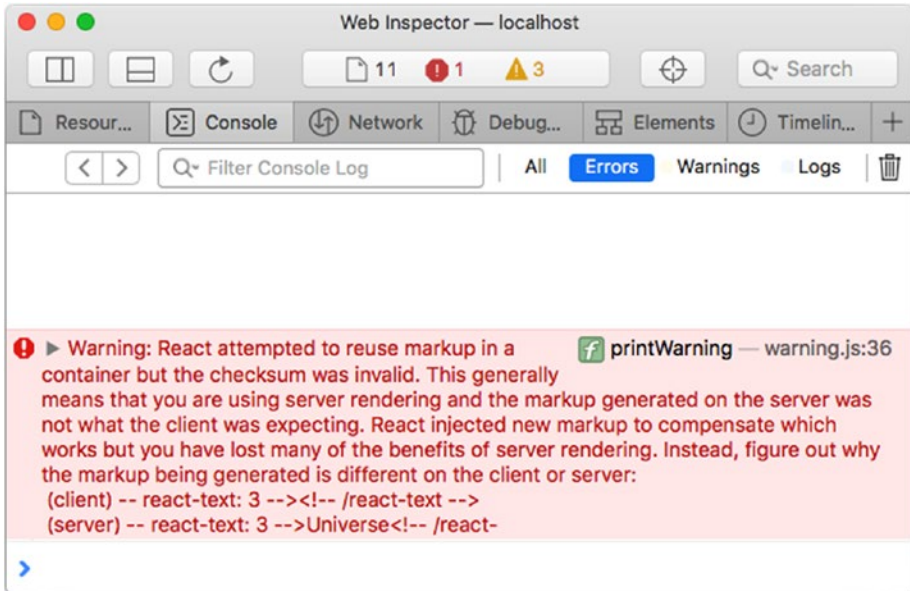 Web Inspector — localhost
11 1 3 Search
Resour... Console Network Debug... Elements Timelin... +
Filter Console Log All Errors Warnings Logs
Warning: React attempted to reuse markup in a f printWarning — warning.js:36
container but the checksum was invalid. This generally
means that you are using server rendering and the markup generated on the server was
not what the client was expecting. React injected new markup to compensate which
works but you have lost many of the benefits of server rendering. Instead, figure out why
the markup being generated is different on the client or server:
(client) -- react-text: 3 --><!-- /react-text -->
(server) -- react-text: 3 -->Universe<!-- /react-